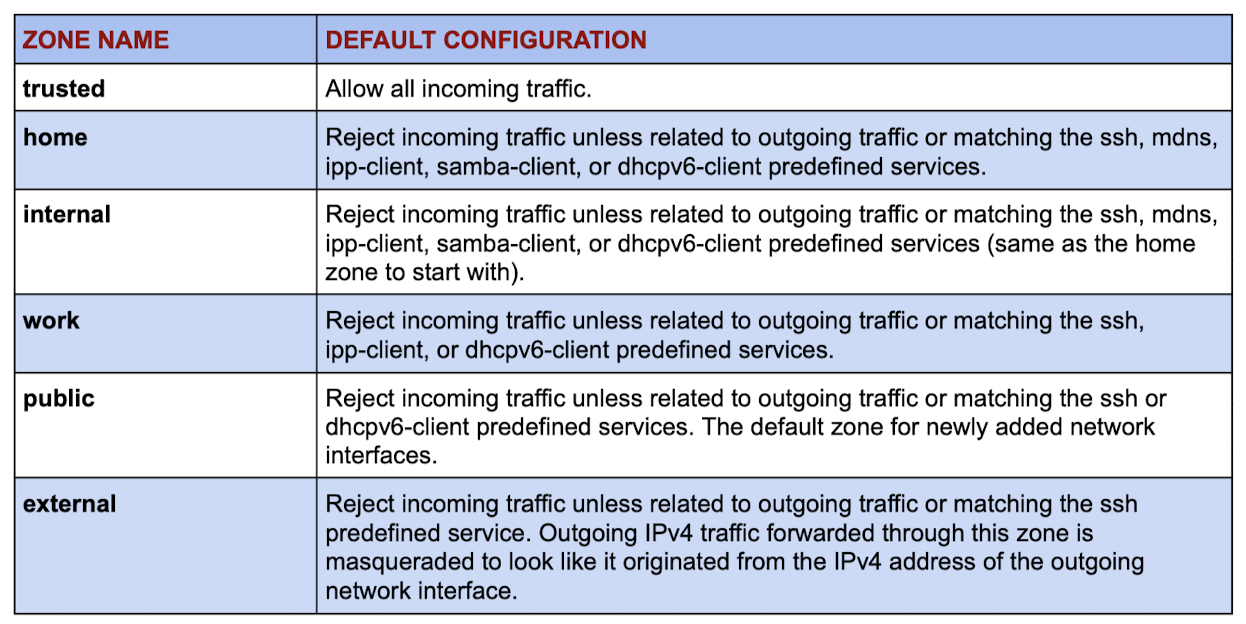 ZONE NAME
DEFAULT CONFIGURATION
trusted
Allow all incoming traffic.
home
Reject incoming traffic unless related to outgoing traffic or matching the ssh, mdns,
ipp-client, samba-client, or dhcpv6-client predefined services.
internal
Reject incoming traffic unless related to outgoing traffic or matching the ssh, mdns,
ipp-client, samba-client, or dhcpv6-client predefined services (same as the home
zone to start with).
work
Reject incoming traffic unless related to outgoing traffic or matching the ssh,
ipp-client, or dhcpv6-client predefined services.
public
Reject incoming traffic unless related to outgoing traffic or matching the ssh or
dhcpv6-client predefined services. The default zone for newly added network
interfaces.
external
Reject incoming traffic unless related to outgoing traffic or matching the ssh
predefined service. Outgoing IPv4 traffic forwarded through this zone is
masqueraded to look like it originated from the IPv4 address of the outgoing
network interface.